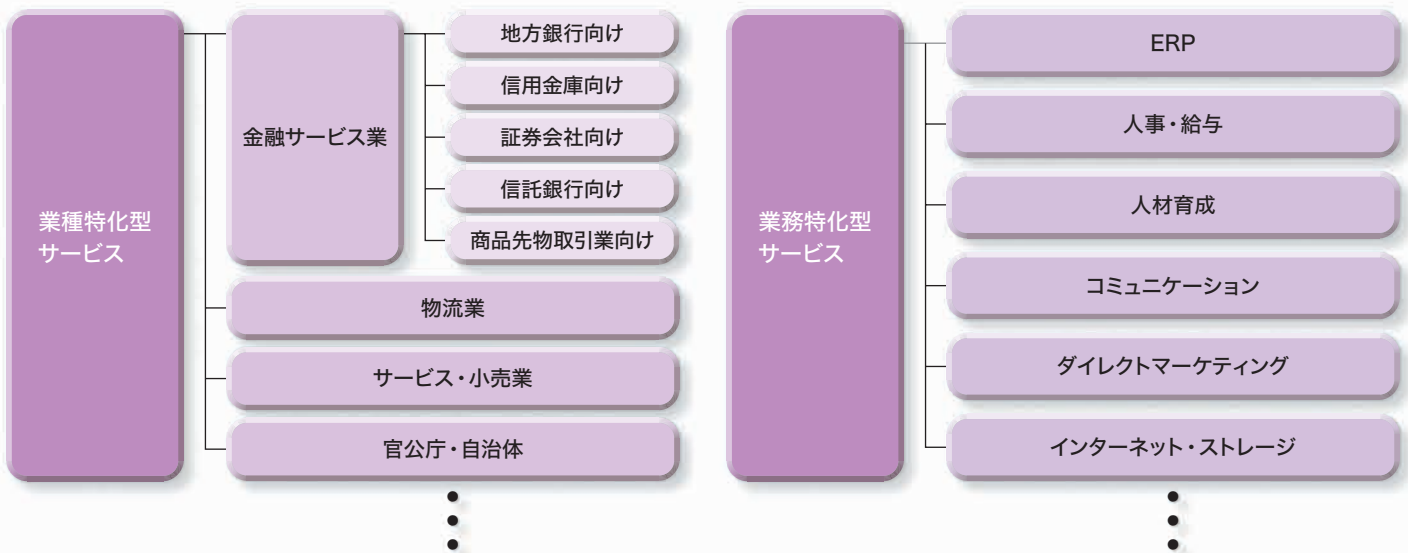 業種特化型
サービス
金融サービス業
地方銀行向け
信用金庫向け
証券会社向け
信託銀行向け
商品先物取引業向け
物流業
サービス・小売業
官公庁・自治体
業務特化型
サービス
ERP
人事・給与
人材育成
コミュニケーション
ダイレクトマーケティング
インターネット・ストレージ